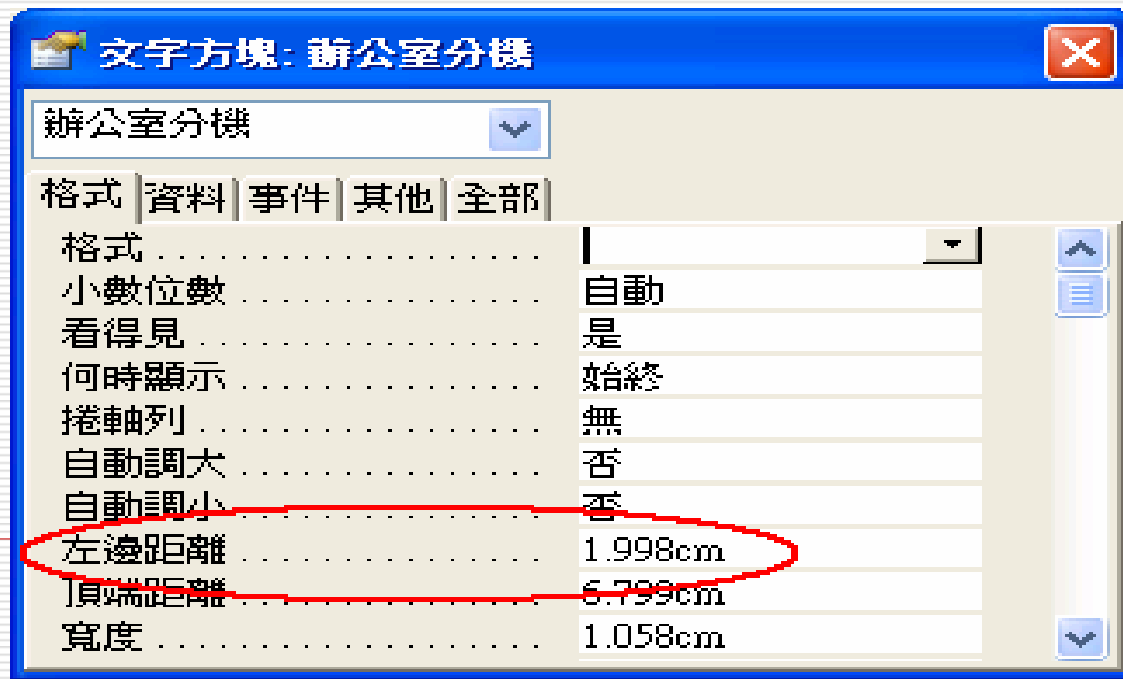 文字方塊: 辦公室分機
辦公室分機
格式 資料 事件 其他 全部
格式 . . . . . . . . . . . . . . . . . .
小數位數 . . . . . . . . . . . . . . 自動
看得見 . . . . . . . . . . . . . . . . 是
何時顯示 . . . . . . . . . . . . . . 始終
捲軸列 . . . . . . . . . . . . . . . . 無
自動調大 . . . . . . . . . . . . . . 否
自動調小 . . . . . . . . . . . . . . 否
左邊距離 . . . . . . . . . . . . . . 1.998cm
頂端距離 . . . . . . . . . . . . . . 6.799cm
寬度 . . . . . . . . . . . . . . . . . . 1.058cm